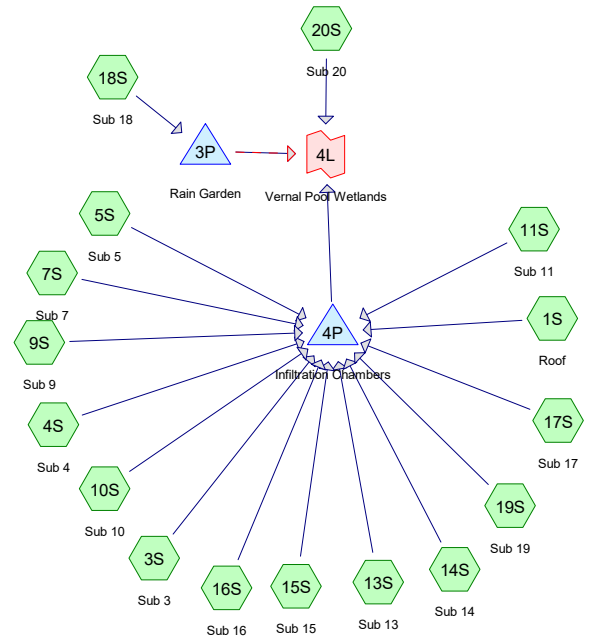 20S
Sub 20
18S
Sub 18
3P
Rain Garden
4L
Vernal Pool Wetlands
5S
Sub 5
11S
Sub 11
7S
Sub 7
9S
Sub 9
1S
Roof
4P
Infiltration Chambers
4S
Sub 4
17S
Sub 17
10S
Sub 10
19S
Sub 19
3S
Sub 3
16S
Sub 16
15S
Sub 15
13S
Sub 13
14S
Sub 14